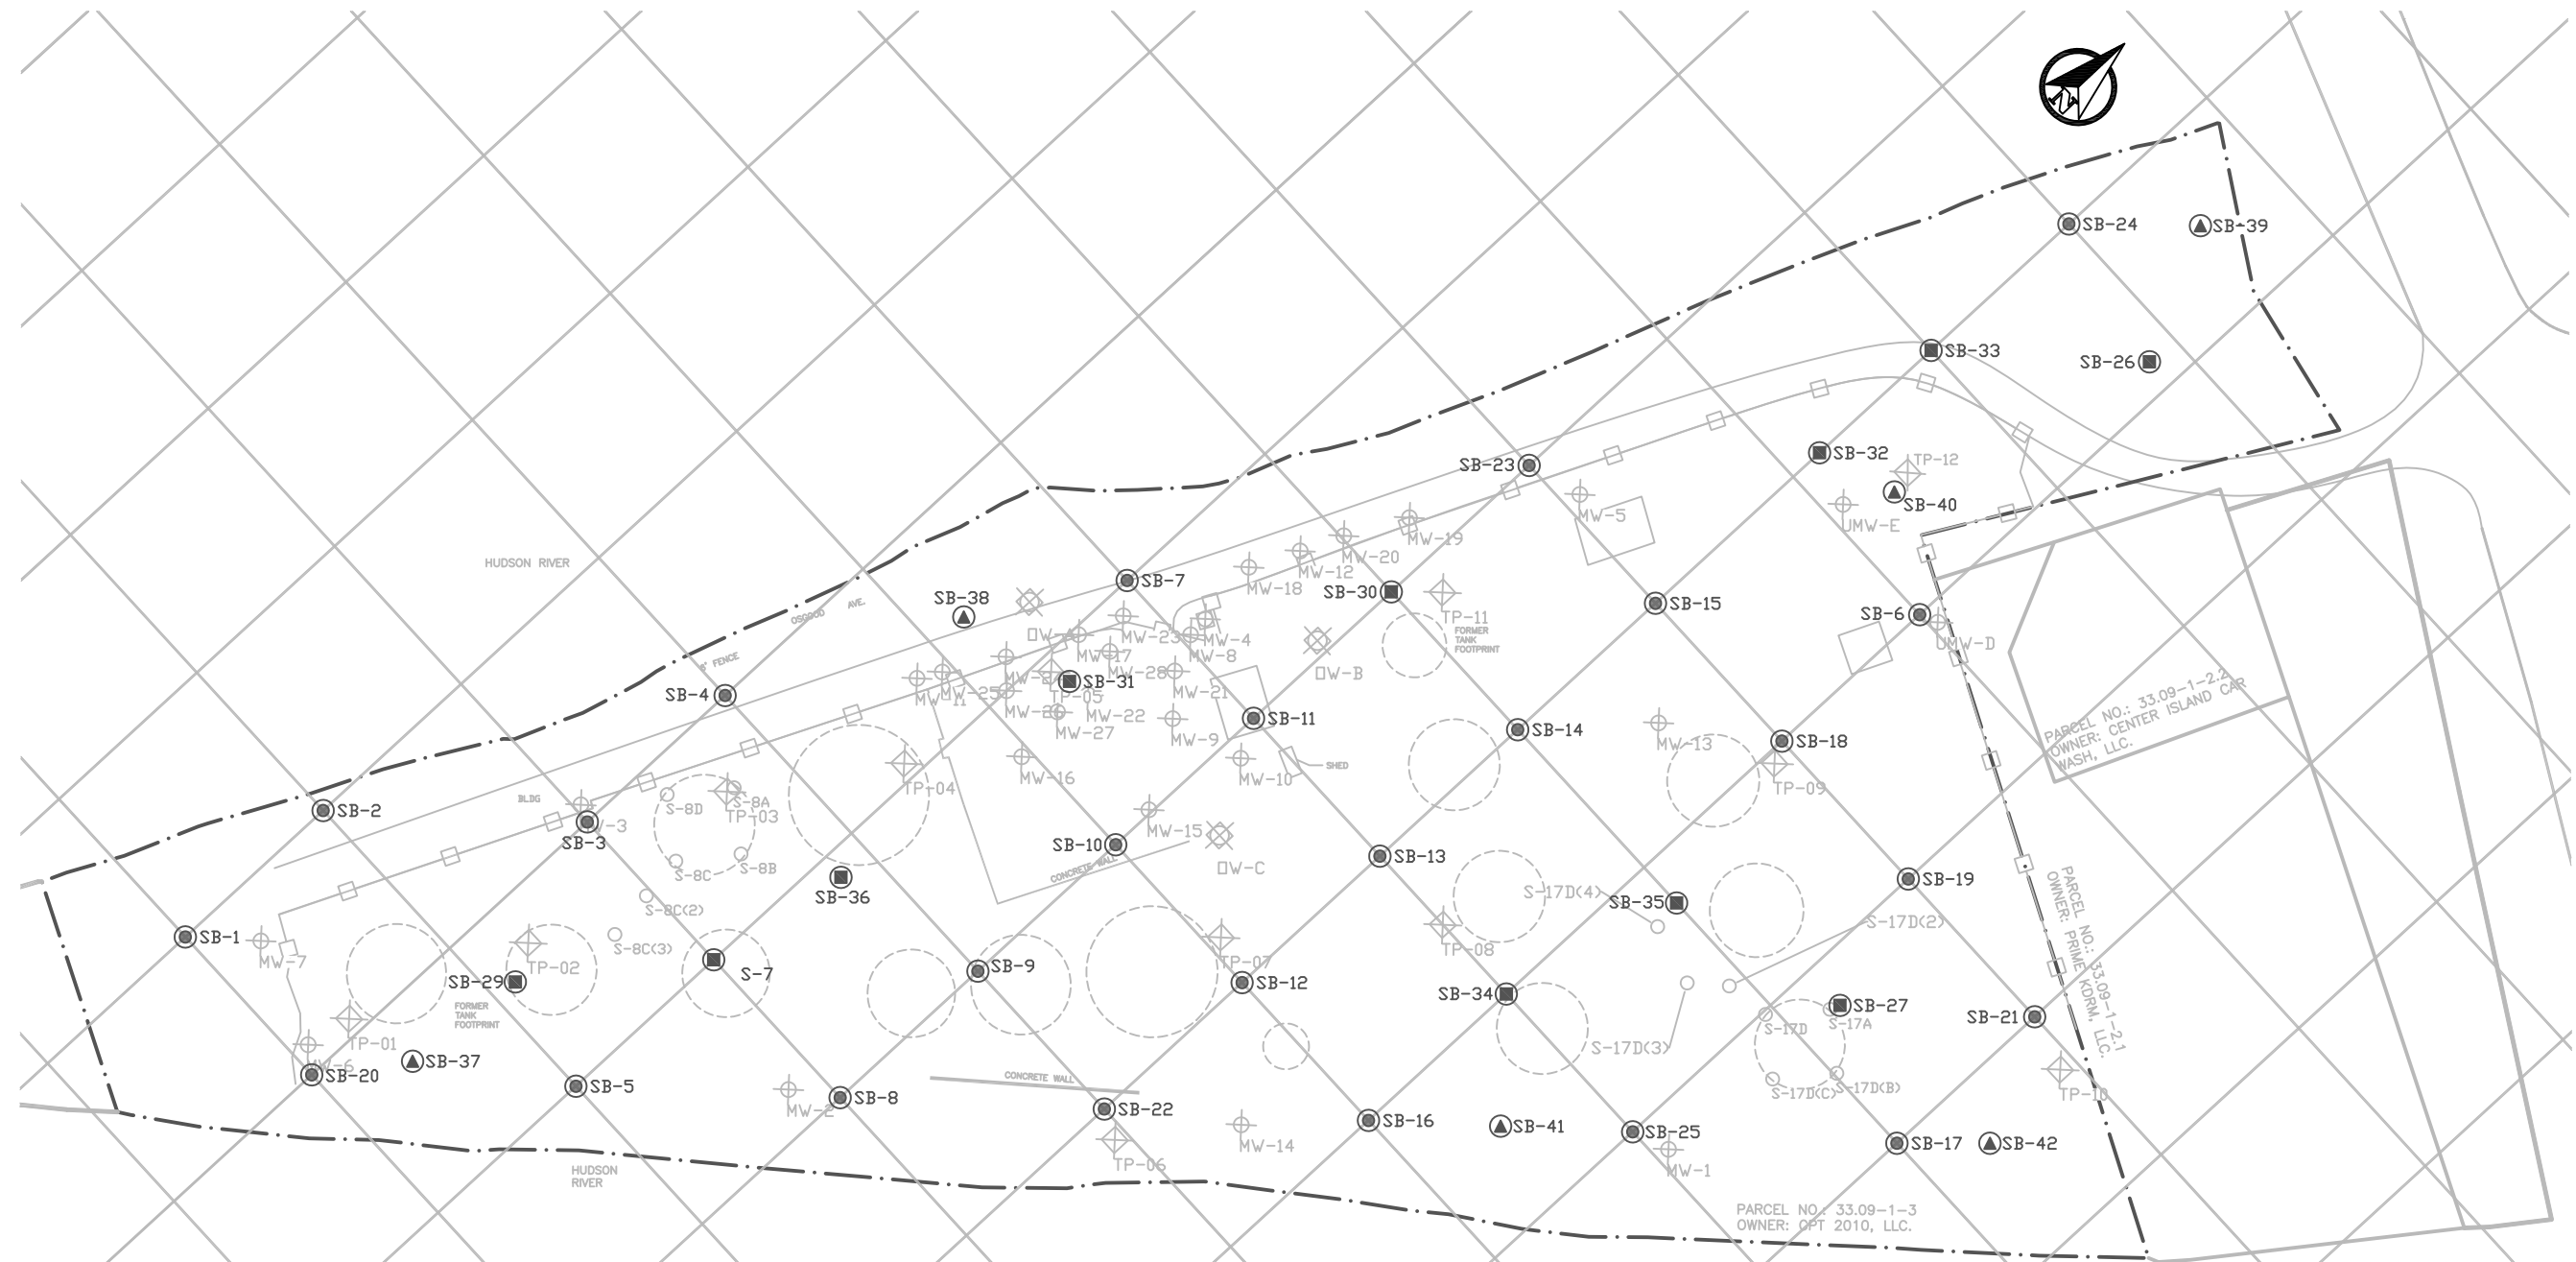 N
SB-24
SB-39
SB-33
SB-26
SB-23
SB-32
TP-12
SB-40
UMW-E
MW-5
MW-19
MW-20
MW-12
MW-18
HUDSON RIVER
SB-7
SB-38
SB-30
TP-11
SB-15
SB-6
UMW-D
OSGOOD AVE.
6' FENCE
MW-23
MW-4
MW-8
MW-17
MW-28
FORMER
TANK
FOOTPRINT
OW-B
SB-4
MW-11
MW-25
SB-31
TP-05
MW-21
MW-26
MW-22
MW-27
MW-9
SB-11
SB-14
MW-13
SB-18
PARCEL NO.: 33.09-1-2.2
OWNER: CENTER ISLAND CAR
WASH, LLC.
SB-2
BLDG
SB-3
S-8D
S-8A
TP-03
TP-04
MW-16
MW-10
SHED
TP-09
MW-15
SB-10
OW-C
CONCRETE WALL
SB-13
S-8C
S-8B
SB-36
S-8C(2)
S-8C(3)
S-17D(4)
SB-35
SB-19
S-17D(2)
PARCEL NO.: 33.09-1-2.1
OWNER: PRIME KDRM, LLC.
SB-1
MW-7
TP-02
SB-29
FORMER
TANK
FOOTPRINT
S-7
SB-9
TP-07
SB-12
TP-08
SB-34
S-17D(3)
SB-27
S-17D
S-17A
SB-21
TP-01
MW-6
SB-37
SB-20
SB-5
SB-8
MW-2
CONCRETE WALL
SB-22
TP-06
MW-14
SB-16
SB-41
SB-25
MW-1
S-17D(C)
S-17D(B)
SB-17
SB-42
TP-10
HUDSON
RIVER
PARCEL NO.: 33.09-1-3
OWNER: CPT 2010, LLC.